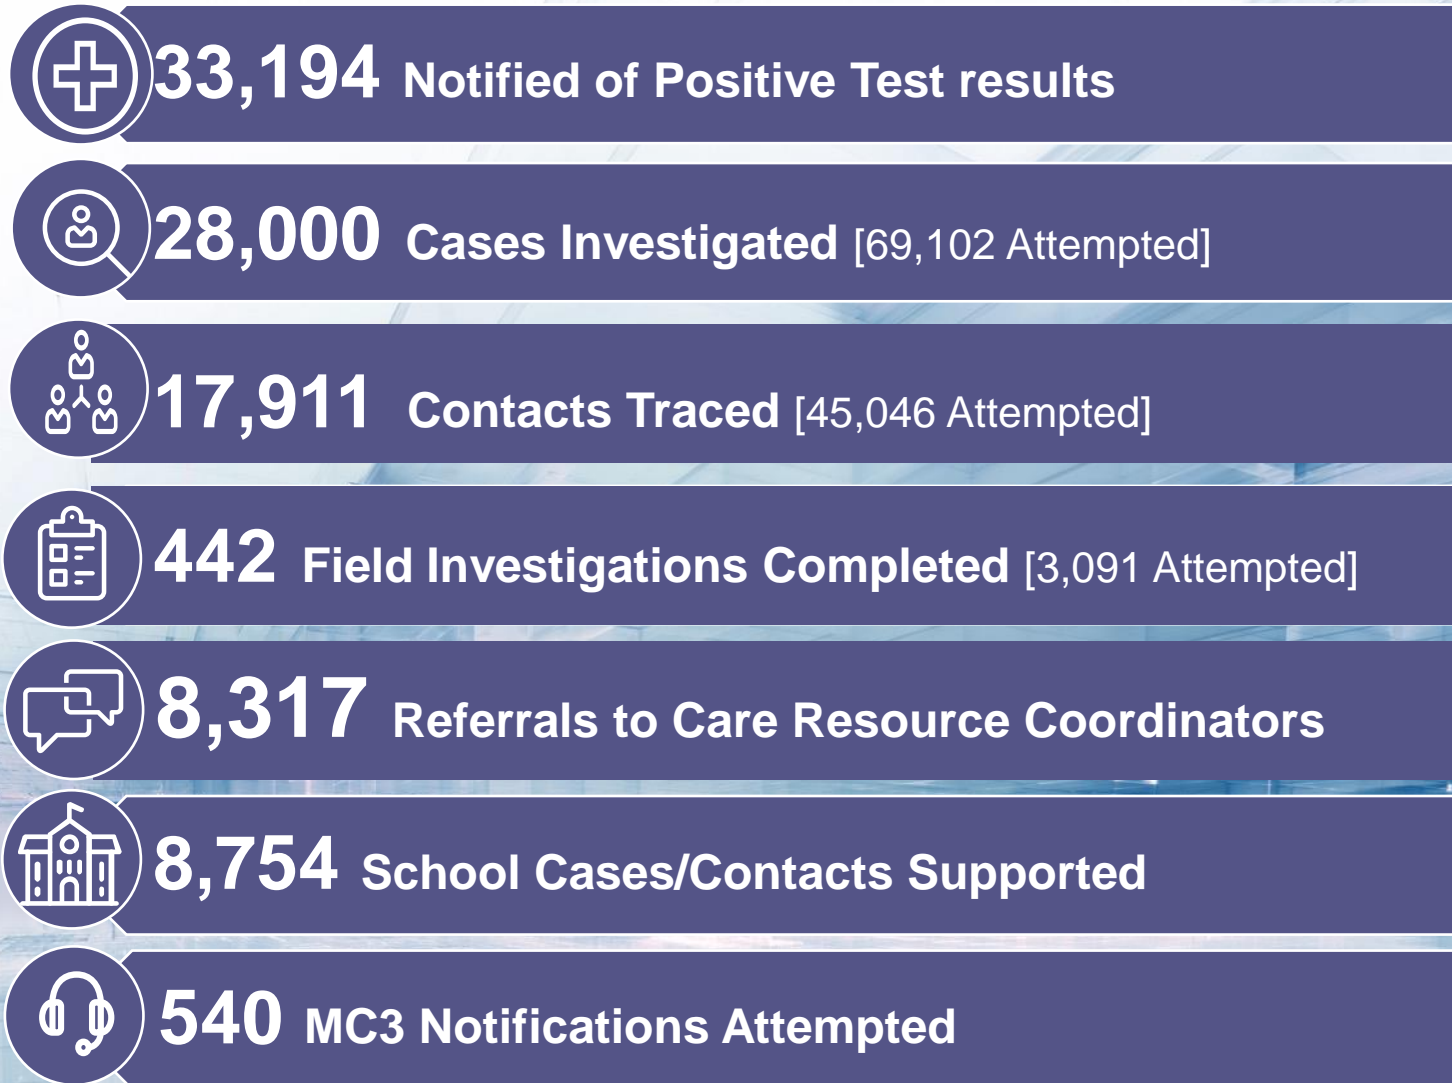 33,194 Notified of Positive Test results
28,000 Cases Investigated [69,102 Attempted]
17,911 Contacts Traced [45,046 Attempted]
442 Field Investigations Completed [3,091 Attempted]
8,317 Referrals to Care Resource Coordinators
8,754 School Cases/Contacts Supported
540 MC3 Notifications Attempted